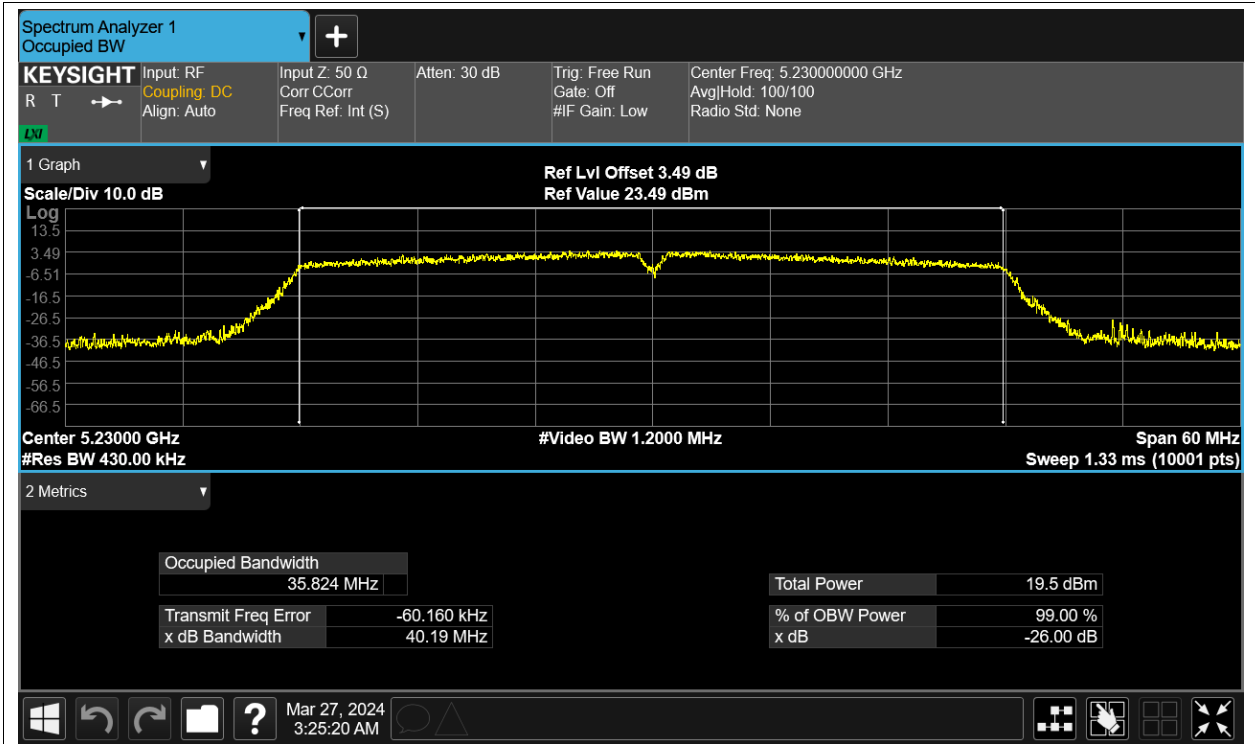 Spectrum Analyzer 1
Occupied BW
KEYSIGHT
R T
LXI
Input: RF
Coupling: DC
Align: Auto
Input Z: 50 Ω
Corr CCorr
Freq Ref: Int (S)
Atten: 30 dB
Trig: Free Run
Gate: Off
#IF Gain: Low
Center Freq: 5.230000000 GHz
Avg|Hold: 100/100
Radio Std: None
1 Graph
Scale/Div 10.0 dB
Ref Lvl Offset 3.49 dB
Ref Value 23.49 dBm
Log
13.5
3.49
-6.51
-16.5
-26.5
-36.5
-46.5
-56.5
-66.5
Center 5.23000 GHz
#Video BW 1.2000 MHz
Span 60 MHz
#Res BW 430.00 kHz
Sweep 1.33 ms (10001 pts)
2 Metrics
Occupied Bandwidth
35.824 MHz
Total Power 19.5 dBm
Transmit Freq Error -60.160 kHz
% of OBW Power 99.00 %
x dB Bandwidth 40.19 MHz
x dB -26.00 dB
?
Mar 27, 2024
3:25:20 AM